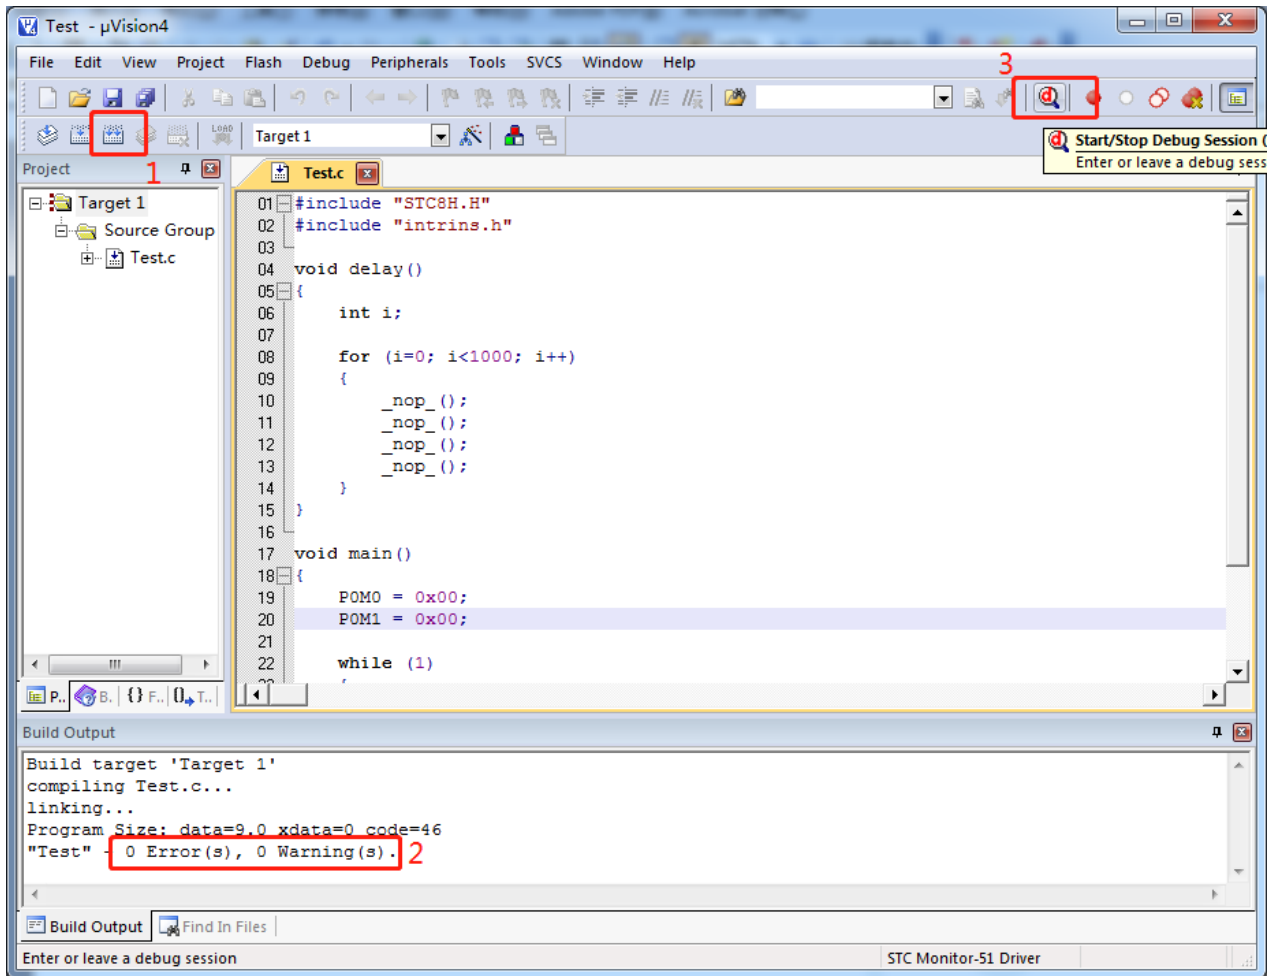 Test - µVision4
File Edit View Project Flash Debug Peripherals Tools SVCS Window Help
3
LOAD Target 1
Start/Stop Debug Session (
Enter or leave a debug sess
Project
1
Test.c
Target 1
Source Group
Test.c
01 #include "STC8H.H"
02 #include "intrins.h"
03
04 void delay()
05 {
06 int i;
07
08 for (i=0; i<1000; i++)
09 {
10 _nop_();
11 _nop_();
12 _nop_();
13 _nop_();
14 }
15 }
16
17 void main()
18 {
19 P0M0 = 0x00;
20 P0M1 = 0x00;
21
22 while (1)
P.. B. {} F.. 0 T..
Build Output
Build target 'Target 1'
compiling Test.c...
linking...
Program Size: data=9.0 xdata=0 code=46
"Test" - 0 Error(s), 0 Warning(s).
2
Build Output Find In Files
Enter or leave a debug session STC Monitor-51 Driver